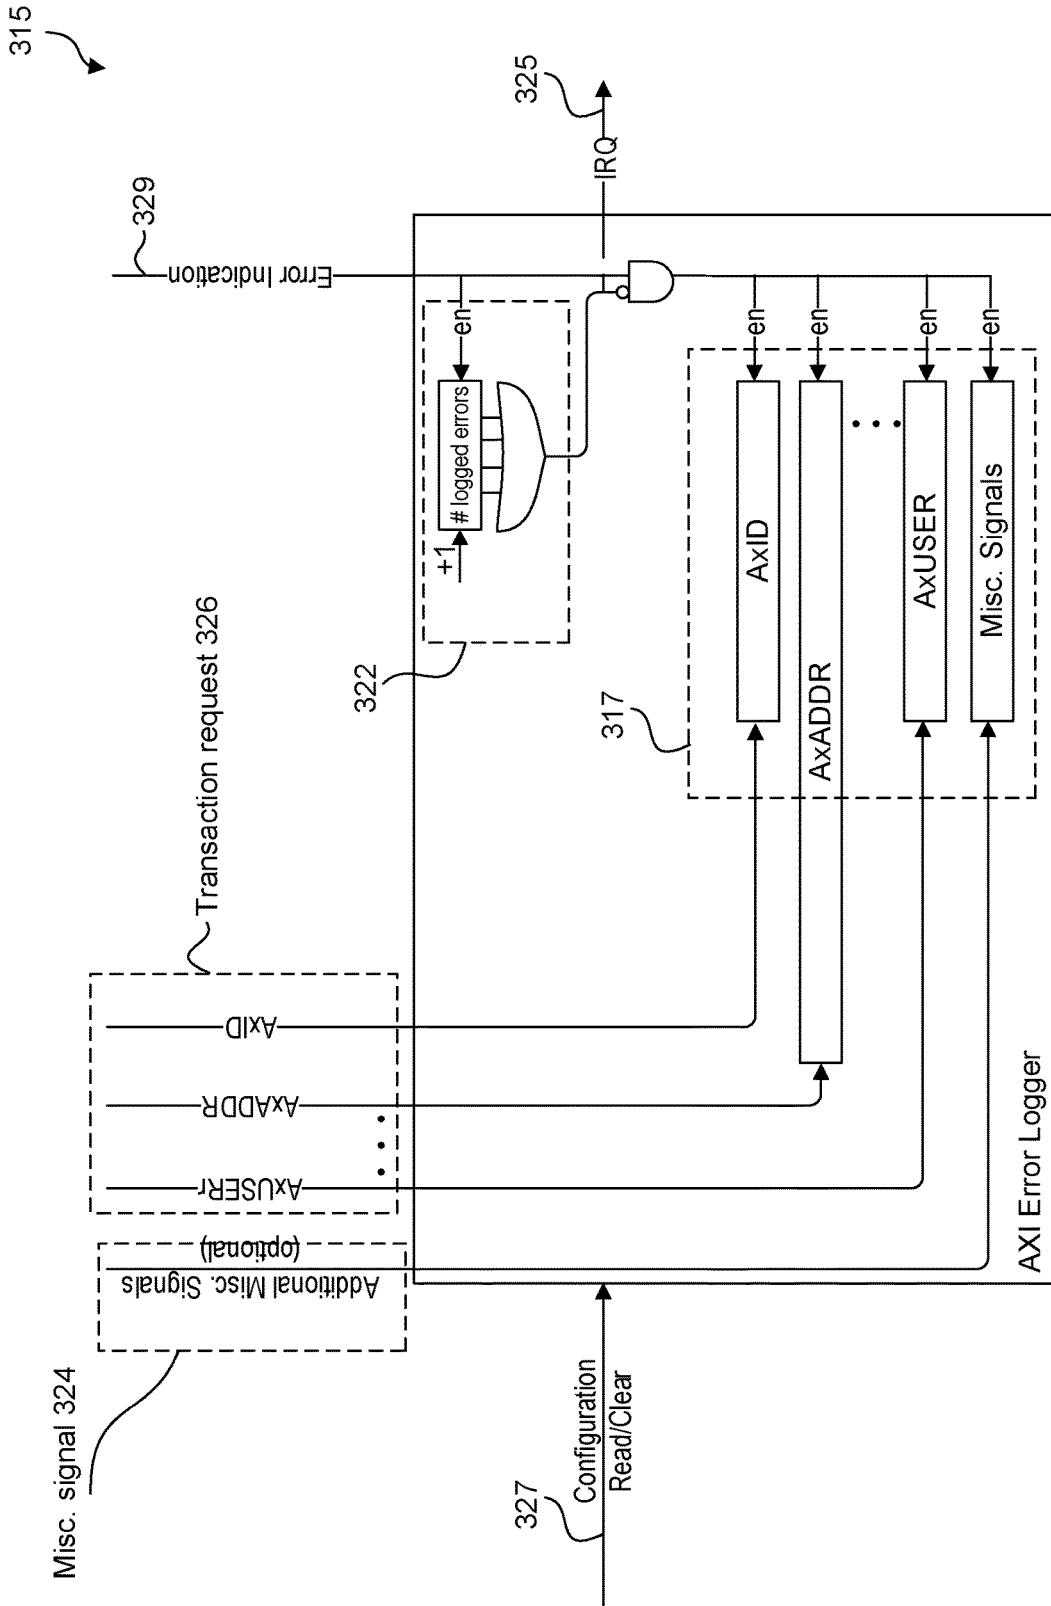 315
329
Error Indication
IRQ
325
Transaction request 326
AxID
AxADDR
AxUSERr
Misc. signal 324
Additional Misc. Signals
(optional)
322
+1
# logged errors
en
317
AxID
en
AxADDR
en
AxUSER
en
Misc. Signals
en
327
Configuration
Read/Clear
AXI Error Logger